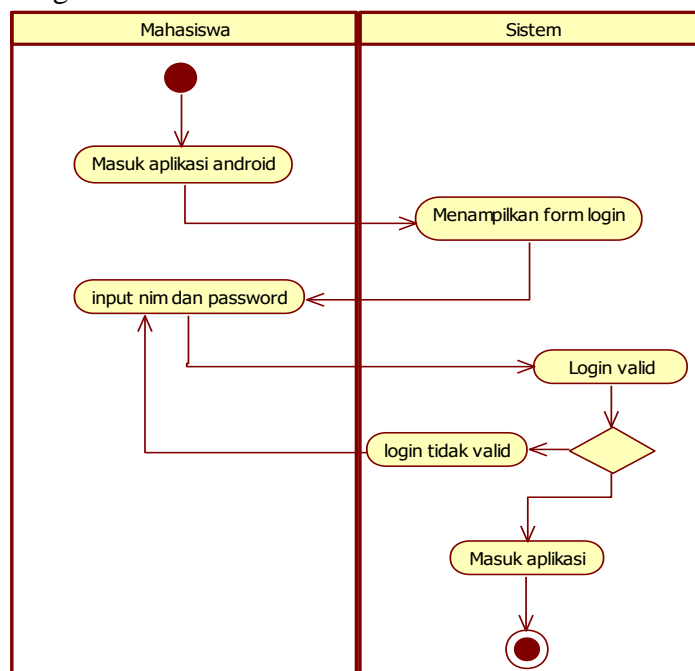 Mahasiswa
Sistem
Masuk aplikasi android
Menampilkan form login
input nim dan password
Login valid
login tidak valid
Masuk aplikasi